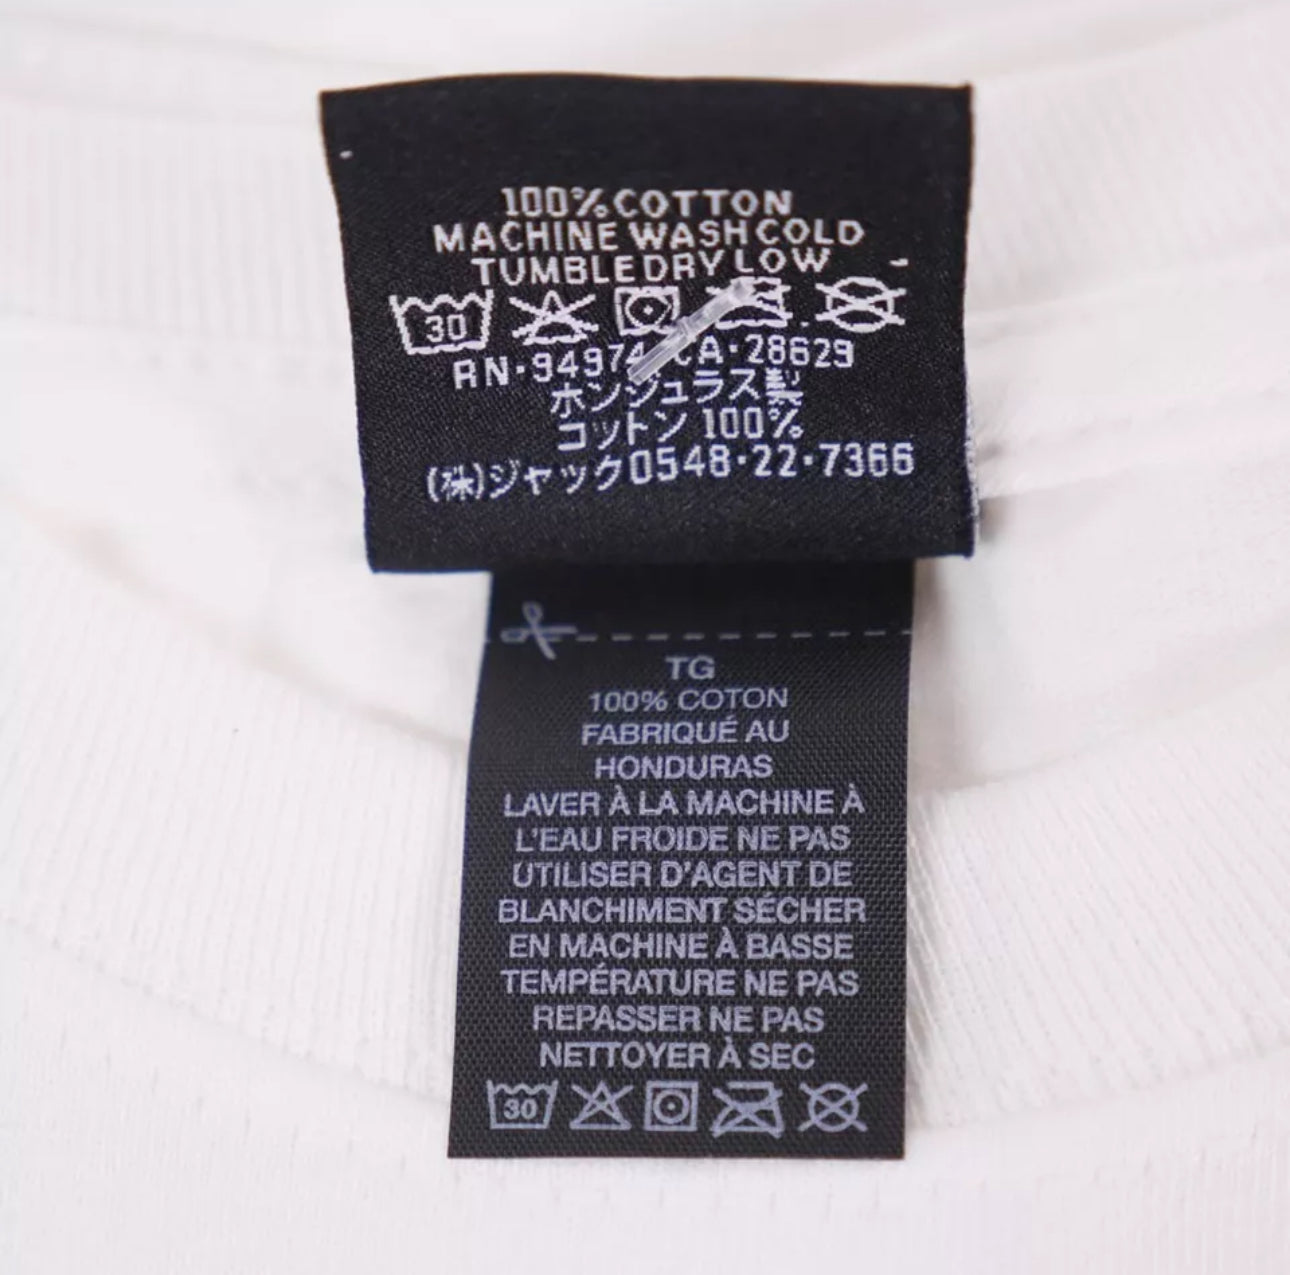 100% COTTON
MACHINE WASH COLD
TUMBLE DRY LOW
30
RN·94974 CA·28629
ホンジュラス製
コットン 100%
(株)ジャック0548·22·7366
TG
100% COTON
FABRIQUÉ AU
HONDURAS
LAVER À LA MACHINE À
L'EAU FROIDE NE PAS
UTILISER D'AGENT DE
BLANCHIMENT SÉCHER
EN MACHINE À BASSE
TEMPÉRATURE NE PAS
REPASSER NE PAS
NETTOYER À SEC
30